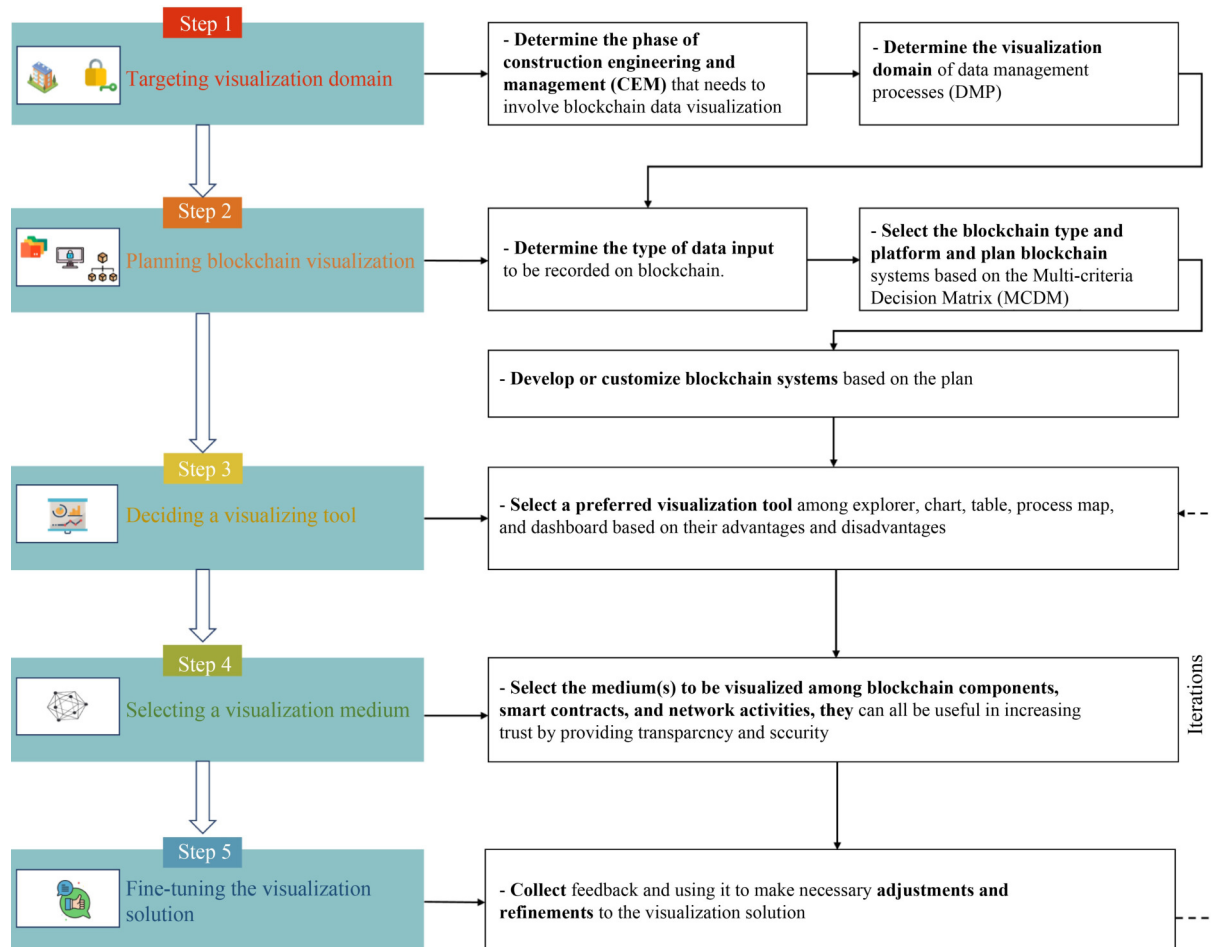 Step 1
Targeting visualization domain
- Determine the phase of
construction engineering and
management (CEM) that needs to
involve blockchain data visualization
- Determine the visualization
domain of data management
processes (DMP)
Step 2
Planning blockchain visualization
- Determine the type of data input
to be recorded on blockchain.
- Select the blockchain type and
platform and plan blockchain
systems based on the Multi-criteria
Decision Matrix (MCDM)
- Develop or customize blockchain systems based on the plan
Step 3
Deciding a visualizing tool
- Select a preferred visualization tool among explorer, chart, table, process map,
and dashboard based on their advantages and disadvantages
Step 4
Selecting a visualization medium
- Select the medium(s) to be visualized among blockchain components,
smart contracts, and network activities, they can all be useful in increasing
trust by providing transparcncy and sccurity
Iterations
Step 5
Fine-tuning the visualization
solution
- Collect feedback and using it to make necessary adjustments and
refinements to the visualization solution